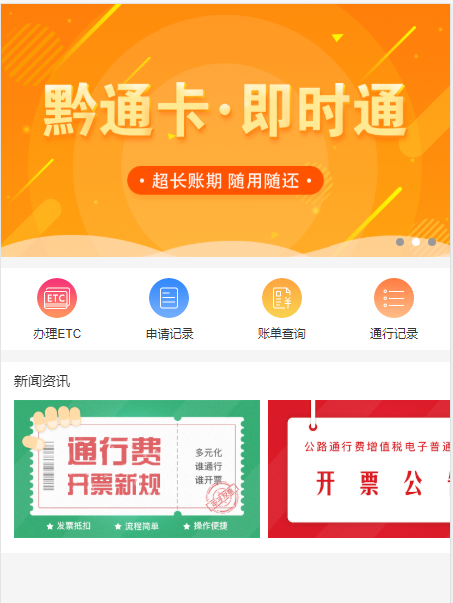 黔通卡·即时通
• 超长账期 随用随还 •
ETC
办理ETC
申请记录
账单查询
通行记录
新闻资讯
通行费
开票新规
多元化
谁通行
谁开票
★ 发票抵扣
★ 流程简单
★ 操作便捷
公路通行费增值税电子普通
开票公